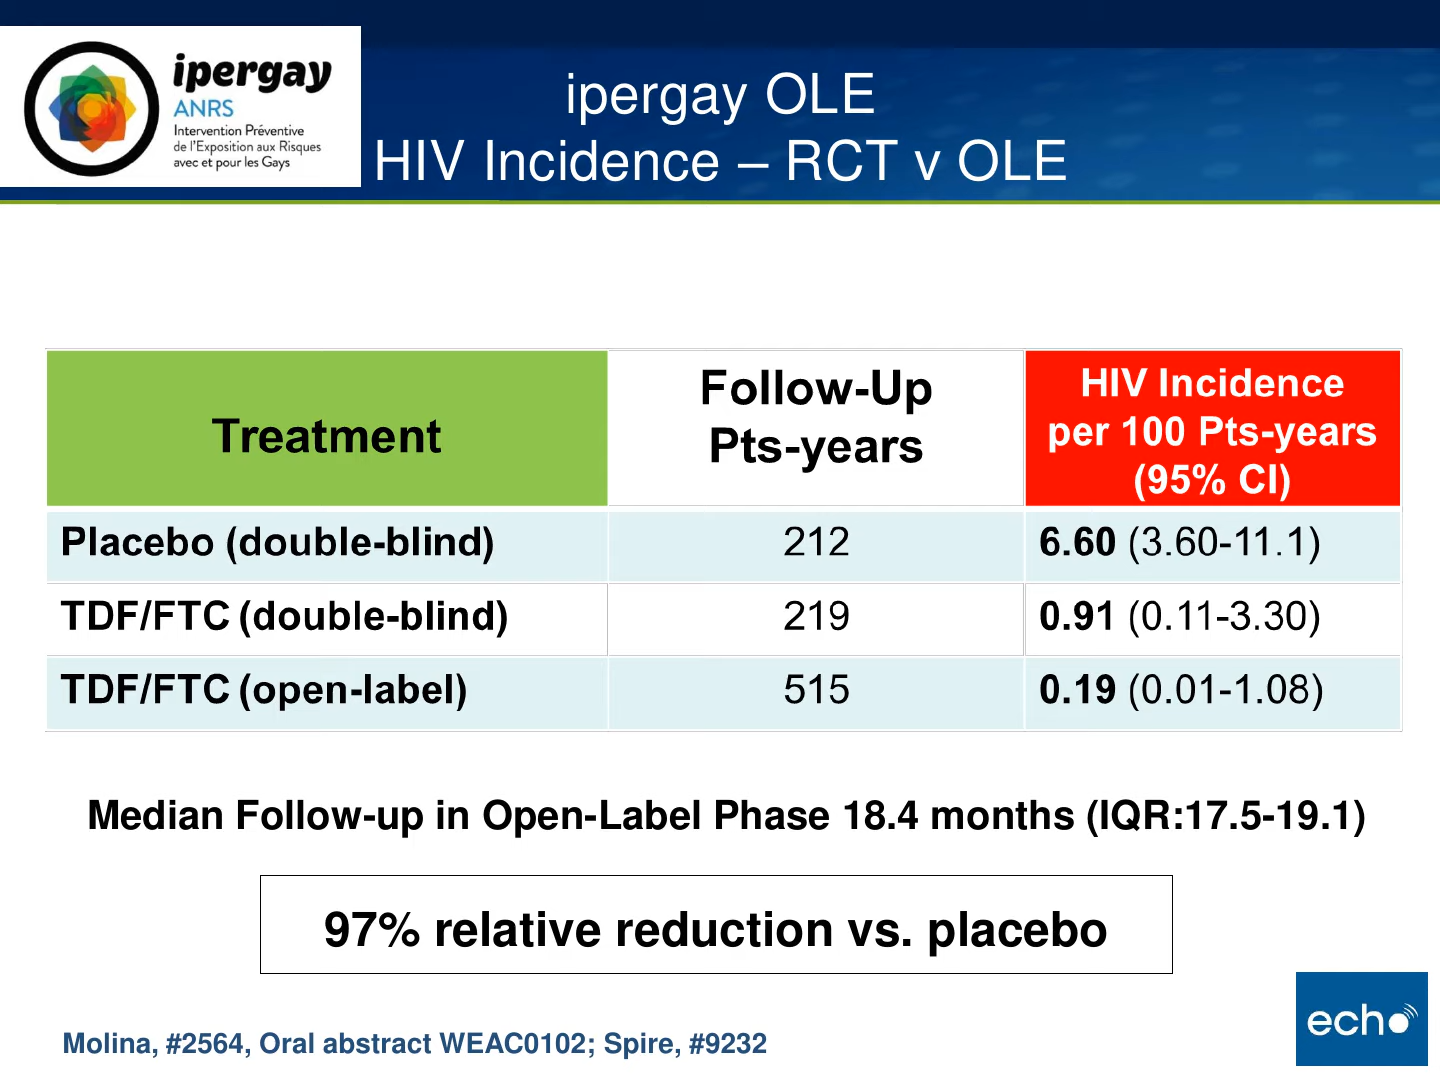 ipergay
ANRS
Intervention Préventive
de l'Exposition aux Risques
avec et pour les Gays
ipergay OLE
HIV Incidence – RCT v OLE
Treatment
Follow-Up
Pts-years
HIV Incidence
per 100 Pts-years
(95% CI)
Placebo (double-blind) 212 6.60 (3.60-11.1)
TDF/FTC (double-blind) 219 0.91 (0.11-3.30)
TDF/FTC (open-label) 515 0.19 (0.01-1.08)
Median Follow-up in Open-Label Phase 18.4 months (IQR:17.5-19.1)
97% relative reduction vs. placebo
Molina, #2564, Oral abstract WEAC0102; Spire, #9232
echo